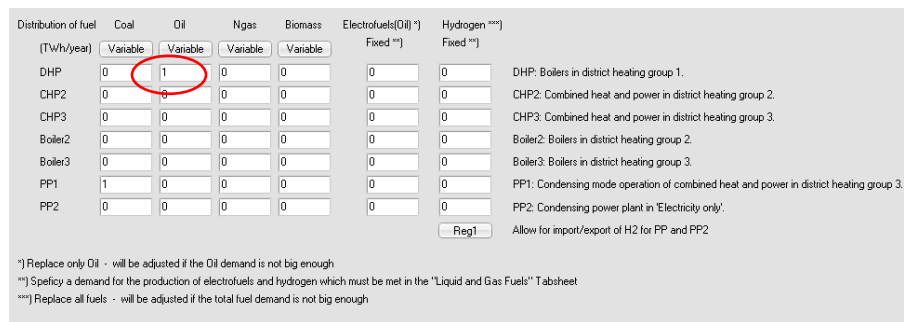 Distribution of fuel Coal Oil Ngas Biomass Electrofuels(Oil) *) Hydrogen ***)
(TWh/year) Variable Variable Variable Variable Fixed **) Fixed **)
DHP 0 1 0 0 0 0 DHP: Boilers in district heating group 1.
CHP2 0 0 0 0 0 0 CHP2: Combined heat and power in district heating group 2.
CHP3 0 0 0 0 0 0 CHP3: Combined heat and power in district heating group 3.
Boiler2 0 0 0 0 0 0 Boiler2: Boilers in district heating group 2.
Boiler3 0 0 0 0 0 0 Boiler3: Boilers in district heating group 3.
PP1 1 0 0 0 0 0 PP1: Condensing mode operation of combined heat and power in district heating group 3.
PP2 0 0 0 0 0 0 PP2: Condensing power plant in 'Electricity only'.
Reg1 Allow for import/export of H2 for PP and PP2
*) Replace only Oil - will be adjusted if the Oil demand is not big enough
**) Speficy a demand for the production of electrofuels and hydrogen which must be met in the "Liquid and Gas Fuels" Tabsheet
***) Replace all fuels - will be adjusted if the total fuel demand is not big enough